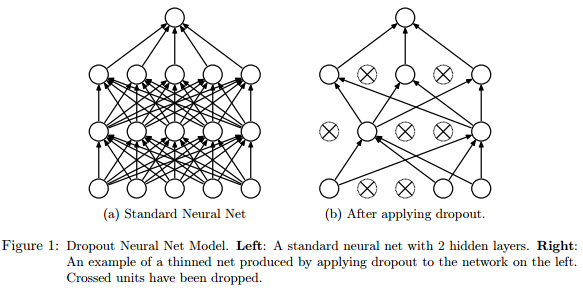 (a) Standard Neural Net
(b) After applying dropout.
Figure 1: Dropout Neural Net Model. Left: A standard neural net with 2 hidden layers. Right:
An example of a thinned net produced by applying dropout to the network on the left.
Crossed units have been dropped.